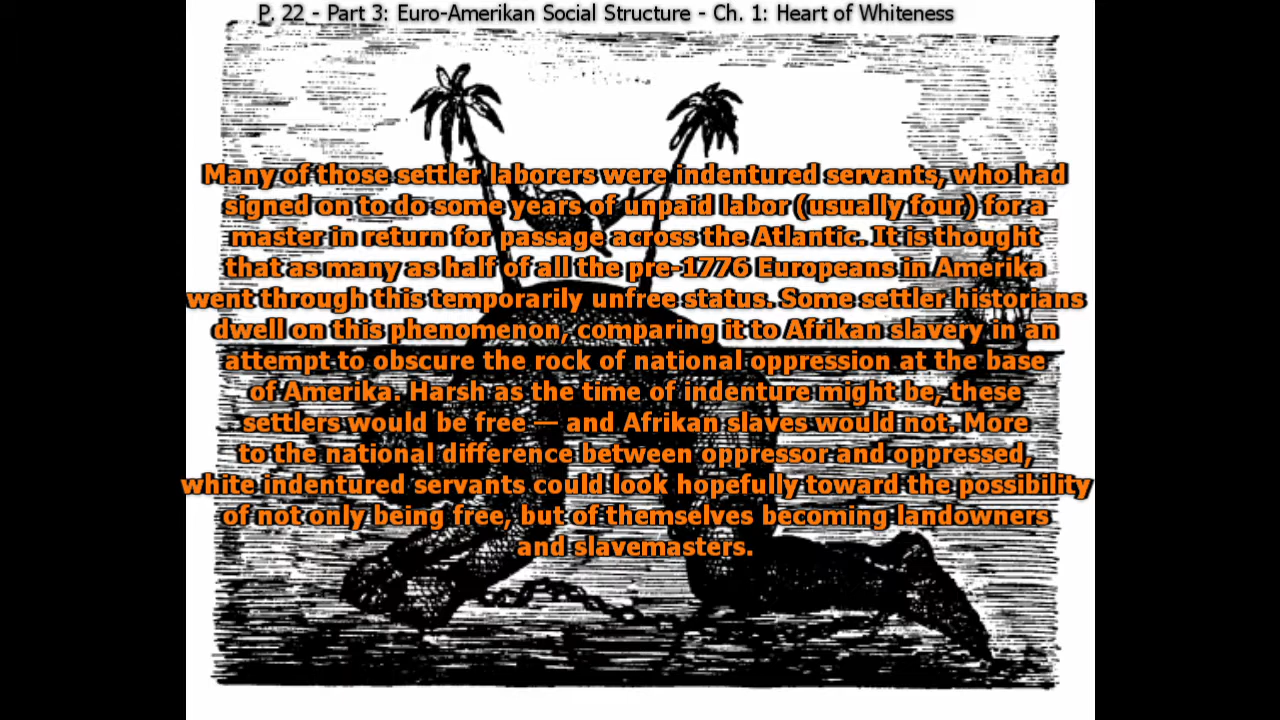 P. 22 - Part 3: Euro-Amerikan Social Structure - Ch. 1: Heart of Whiteness
Many of those settler laborers were indentured servants, who had
signed on to do some years of unpaid labor (usually four) for a
master in return for passage across the Atlantic. It is thought
that as many as half of all the pre-1776 Europeans in Amerika
went through this temporarily unfree status. Some settler historians
dwell on this phenomenon, comparing it to Afrikan slavery in an
attempt to obscure the rock of national oppression at the base
of Amerika. Harsh as the time of indenture might be, these
settlers would be free — and Afrikan slaves would not. More
to the national difference between oppressor and oppressed,
white indentured servants could look hopefully toward the possibility
of not only being free, but of themselves becoming landowners
and slavemasters.